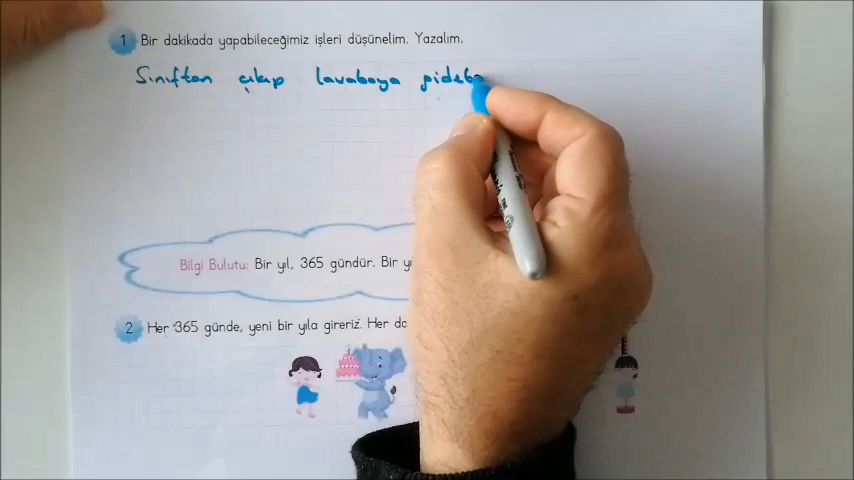 1 Bir dakikada yapabileceğimiz işleri düşünelim. Yazalım.
Sınıftan çıkıp lavaboya gideb
Bilgi Bulutu: Bir yıl, 365 gündür. Bir
2 Her 365 günde, yeni bir yıla gireriz. Her